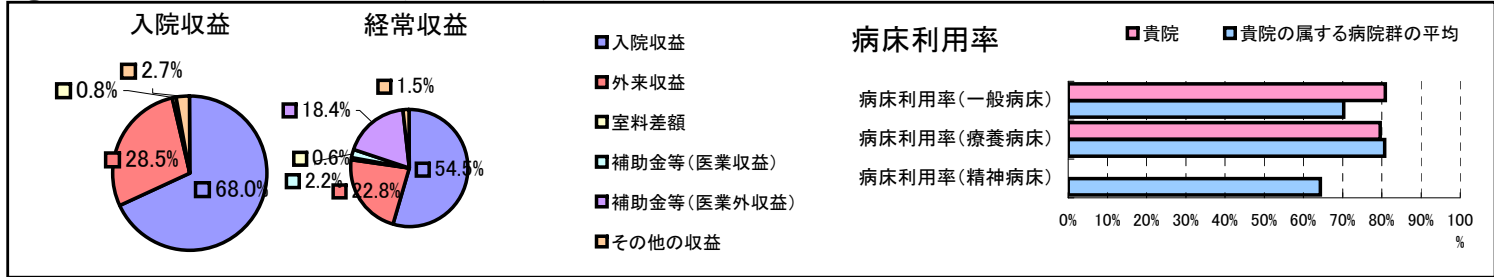 入院収益
2.7%
0.8%
28.5%
68.0%
経常収益
1.5%
18.4%
0.6%
2.2%
22.8%
54.5%
入院収益
外来収益
室料差額
補助金等(医業収益)
補助金等(医業外収益)
その他の収益
病床利用率
貴院
貴院の属する病院群の平均
病床利用率(一般病床)
病床利用率(療養病床)
病床利用率(精神病床)
0% 10% 20% 30% 40% 50% 60% 70% 80% 90% 100
%